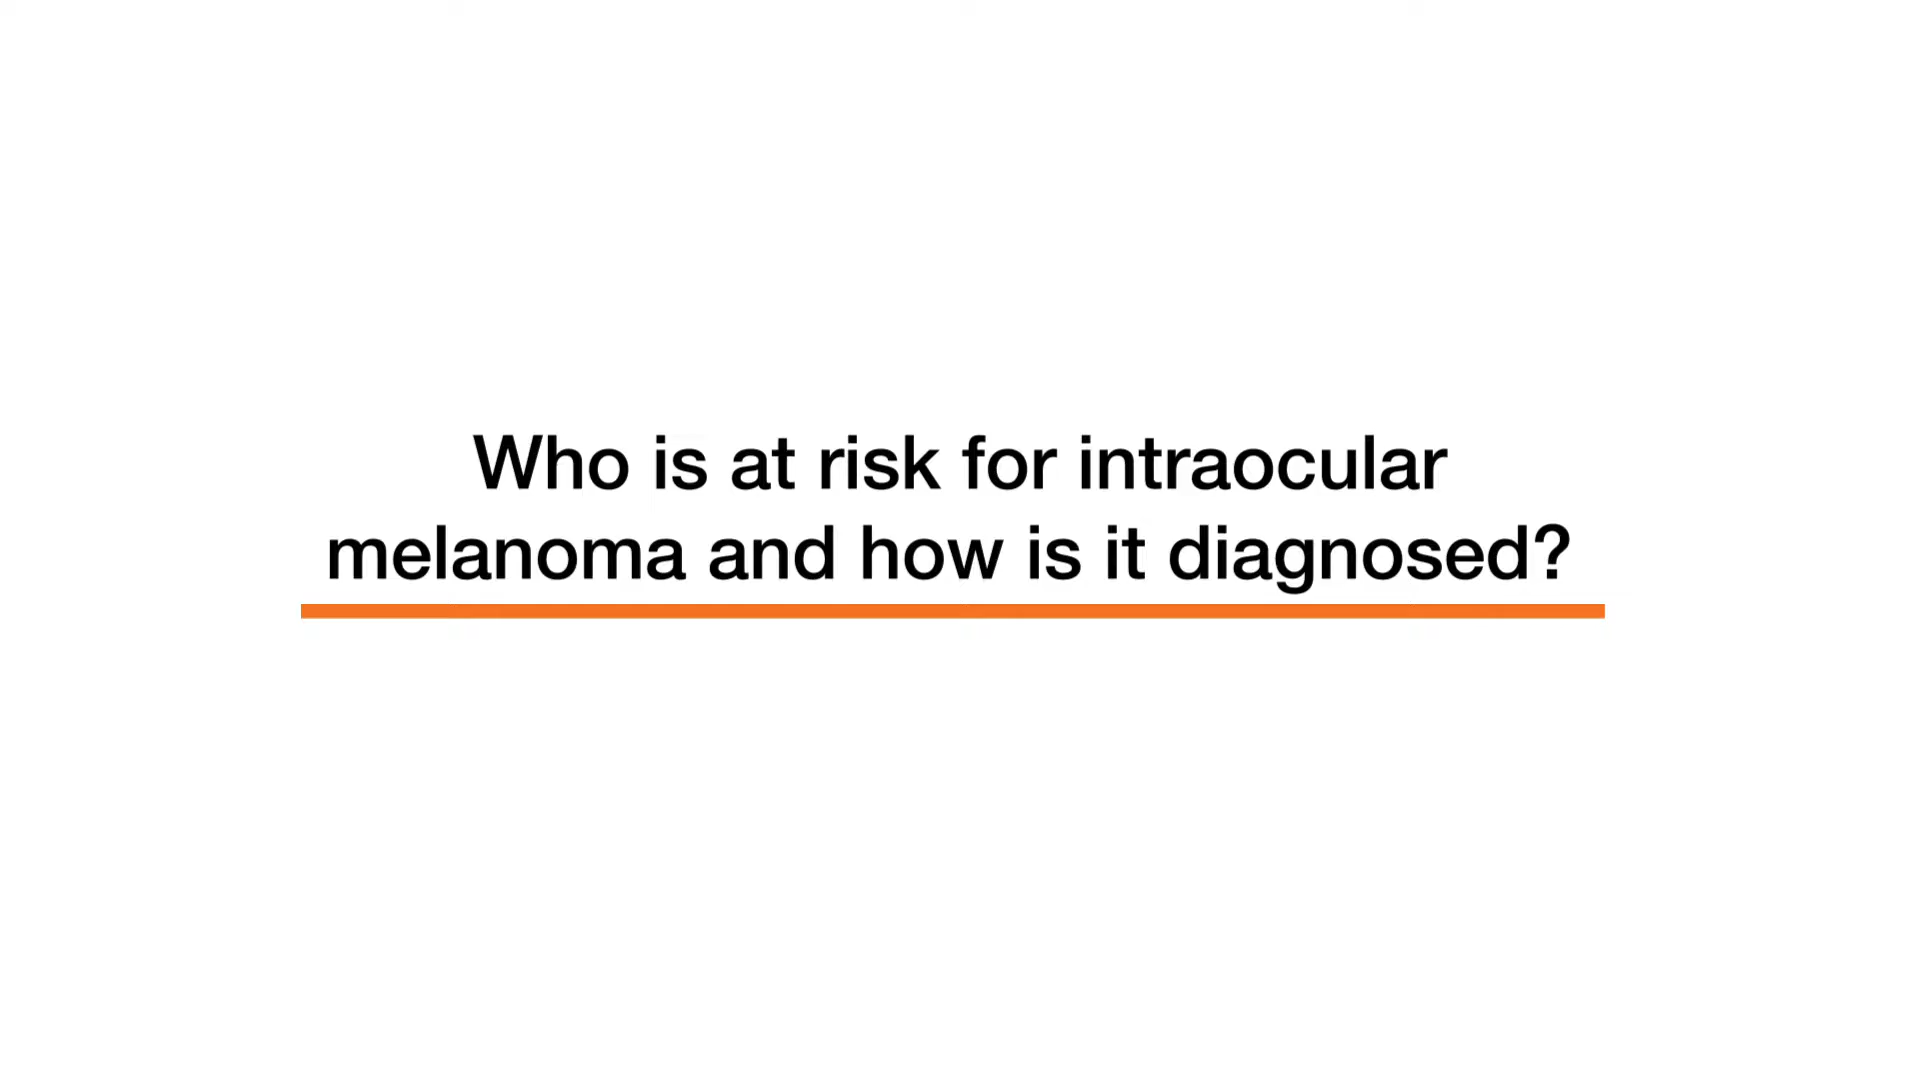 Who is at risk for intraocular
melanoma and how is it diagnosed?